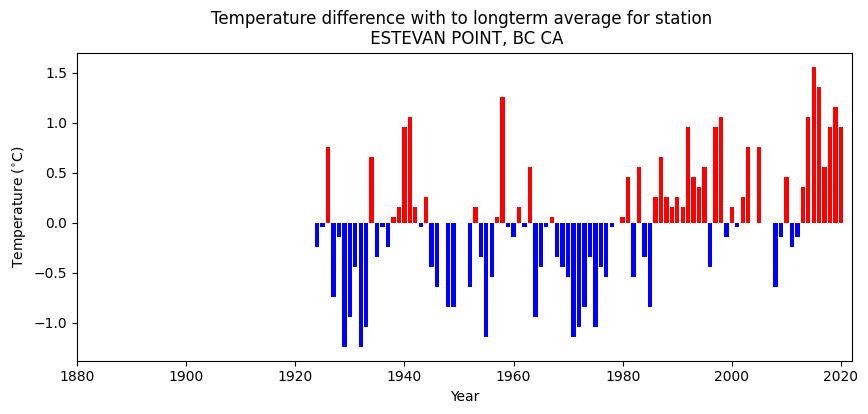 Temperature difference with to longterm average for station
ESTEVAN POINT, BC CA
1.5
1.0
0.5
0.0
−0.5
−1.0
Temperature (°C)
1880 1900 1920 1940 1960 1980 2000 2020
Year